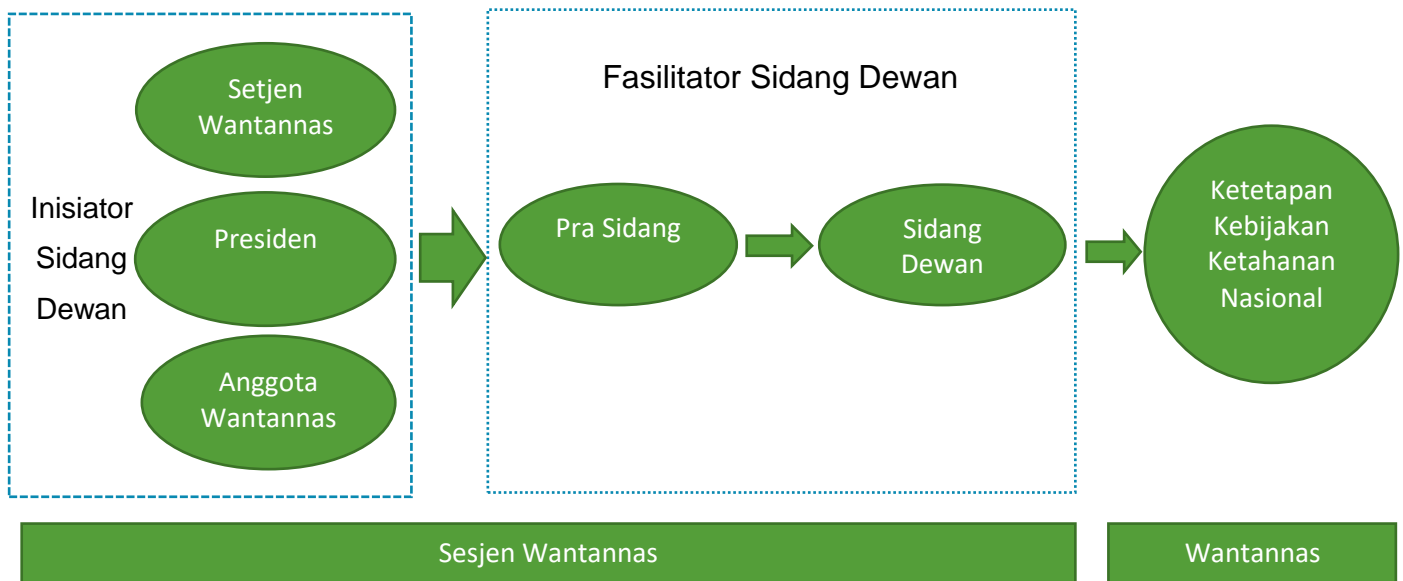 Inisiator
Sidang
Dewan
Setjen
Wantannas
Presiden
Anggota
Wantannas
Fasilitator Sidang Dewan
Pra Sidang
Sidang
Dewan
Ketetapan
Kebijakan
Ketahanan
Nasional
Sesjen Wantannas
Wantannas